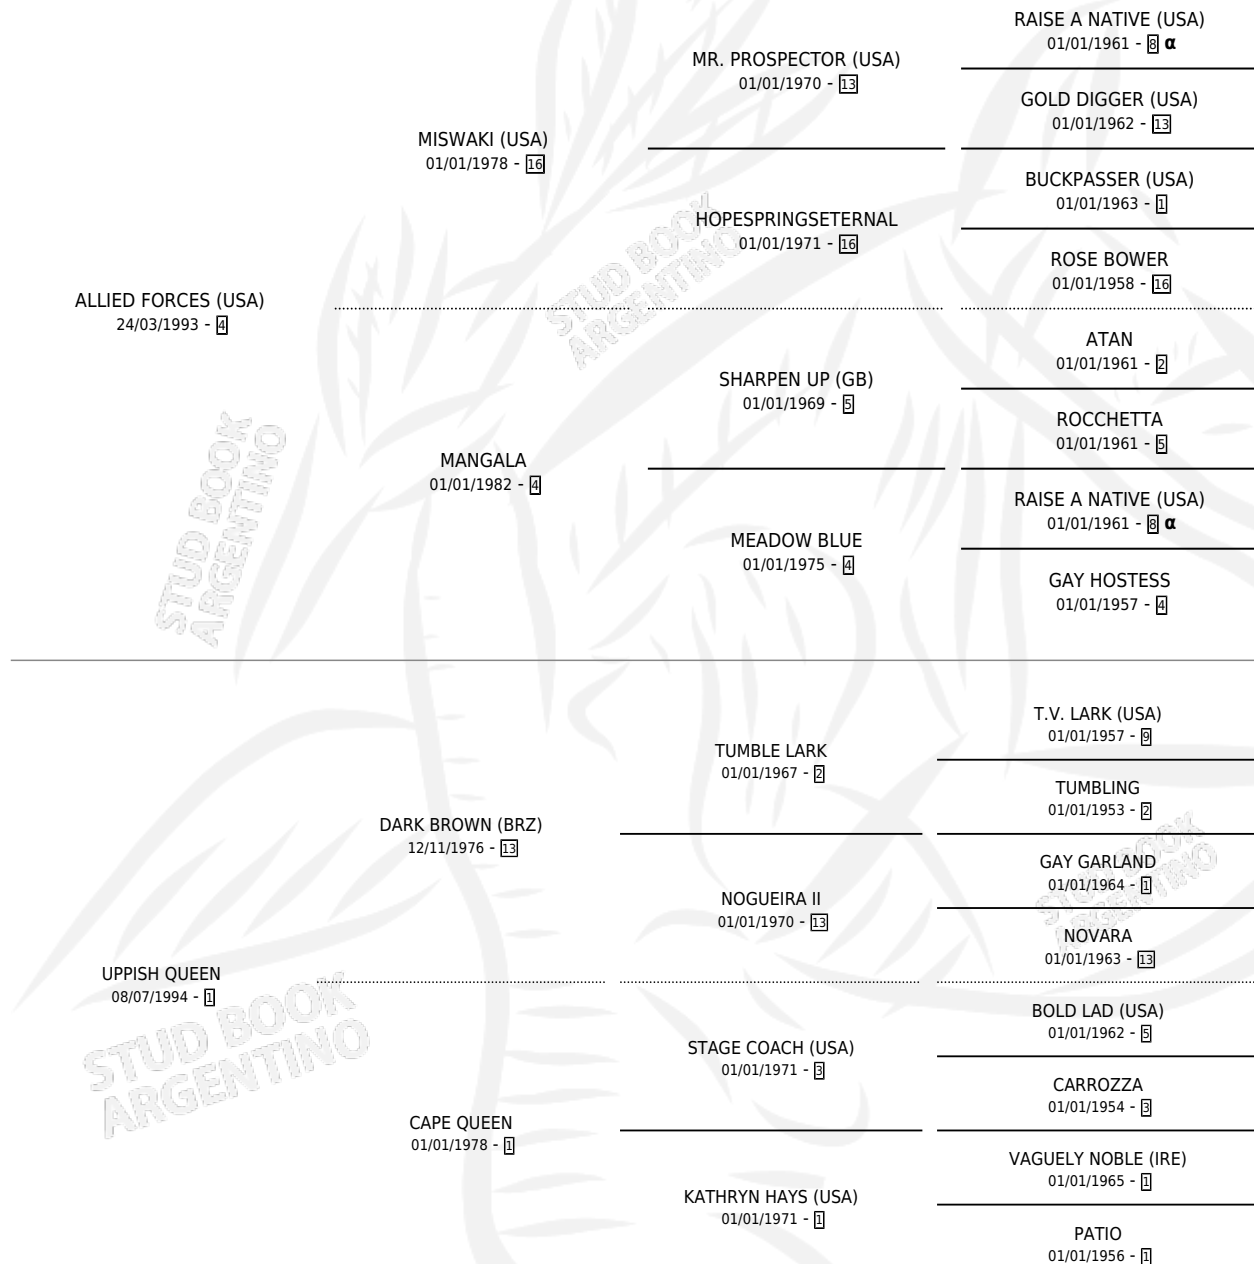 RAISE A NATIVE (USA)
01/01/1961 - 8 α
MR. PROSPECTOR (USA)
01/01/1970 - 13
GOLD DIGGER (USA)
01/01/1962 - 13
MISWAKI (USA)
01/01/1978 - 16
BUCKPASSER (USA)
01/01/1963 - 1
HOPESPRINGSETERNAL
01/01/1971 - 16
ROSE BOWER
01/01/1958 - 16
ALLIED FORCES (USA)
24/03/1993 - 4
ATAN
01/01/1961 - 2
SHARPEN UP (GB)
01/01/1969 - 5
ROCCHETTA
01/01/1961 - 5
MANGALA
01/01/1982 - 4
RAISE A NATIVE (USA)
01/01/1961 - 8 α
MEADOW BLUE
01/01/1975 - 4
GAY HOSTESS
01/01/1957 - 4
T.V. LARK (USA)
01/01/1957 - 9
TUMBLE LARK
01/01/1967 - 2
TUMBLING
01/01/1953 - 2
DARK BROWN (BRZ)
12/11/1976 - 13
GAY GARLAND
01/01/1964 - 1
NOGUEIRA II
01/01/1970 - 13
NOVARA
01/01/1963 - 13
UPPISH QUEEN
08/07/1994 - 1
BOLD LAD (USA)
01/01/1962 - 5
STAGE COACH (USA)
01/01/1971 - 3
CARROZZA
01/01/1954 - 3
CAPE QUEEN
01/01/1978 - 1
VAGUELY NOBLE (IRE)
01/01/1965 - 1
KATHRYN HAYS (USA)
01/01/1971 - 1
PATIO
01/01/1956 - 1
STUD BOOK
ARGENTINO
STUD BOOK
ARGENTINO
STUD BOOK
ARGENTINO
STUD BOOK
ARGENTINO